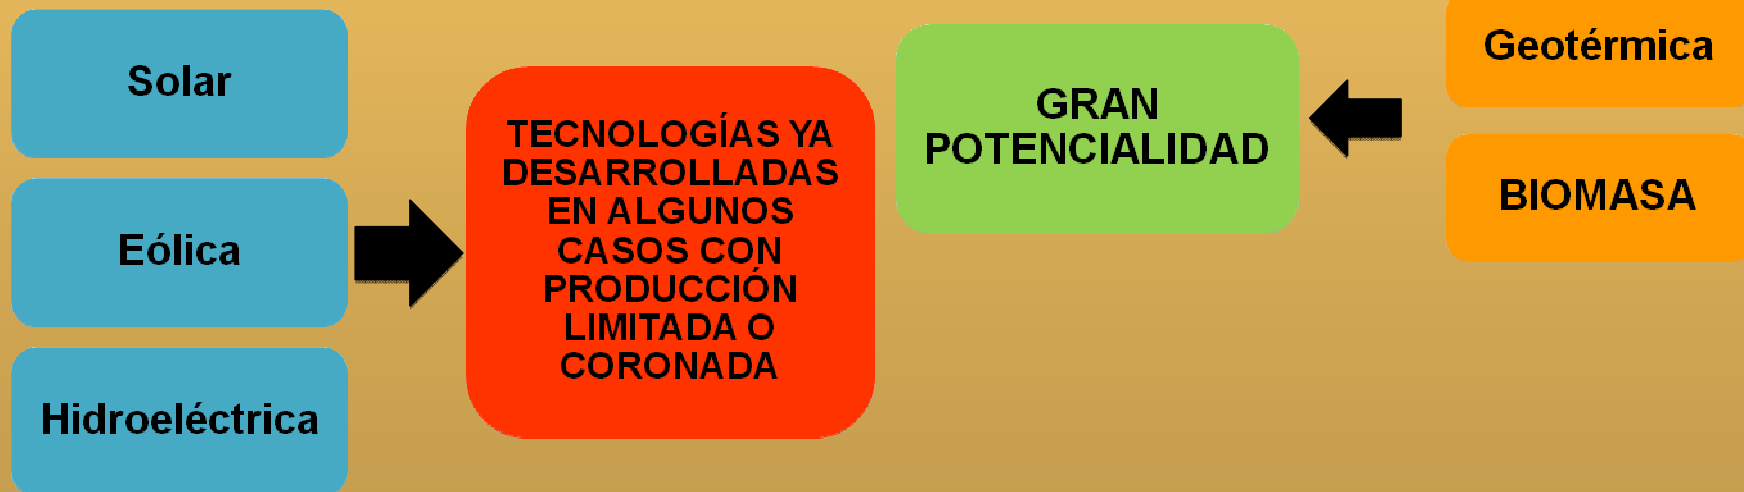 Solar
Eólica
Hidroeléctrica
TECNOLOGÍAS YA
DESARROLLADAS
EN ALGUNOS
CASOS CON
PRODUCCIÓN
LIMITADA O
CORONADA
GRAN
POTENCIALIDAD
Geotérmica
BIOMASA